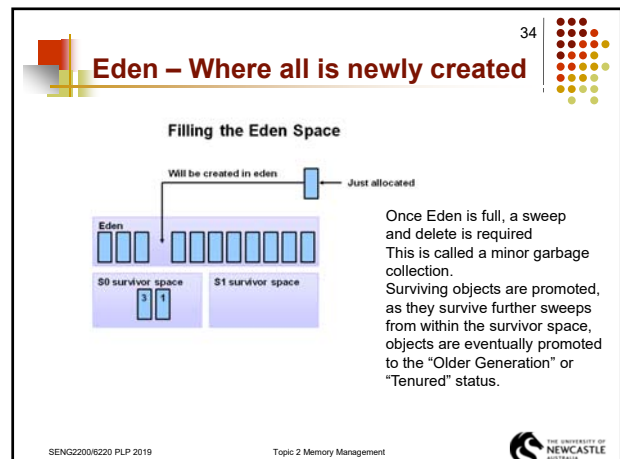 34
Eden – Where all is newly created
Filling the Eden Space
Will be created in eden
Just allocated
Eden
S0 survivor space
S1 survivor space
3 1
Once Eden is full, a sweep
and delete is required
This is called a minor garbage
collection.
Surviving objects are promoted,
as they survive further sweeps
from within the survivor space,
objects are eventually promoted
to the “Older Generation” or
“Tenured” status.
SENG2200/6220 PLP 2019
Topic 2 Memory Management
THE UNIVERSITY OF
NEWCASTLE
AUSTRALIA